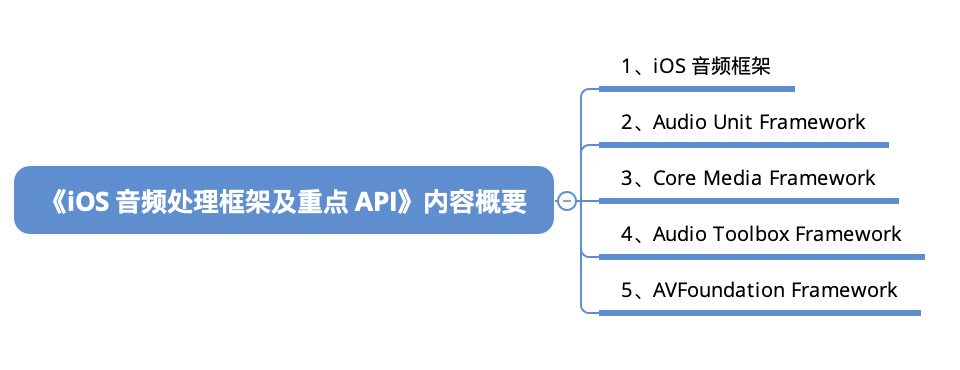 《iOS 音频处理框架及重点 API》内容概要
1、iOS 音频框架
2、Audio Unit Framework
3、Core Media Framework
4、Audio Toolbox Framework
5、AVFoundation Framework